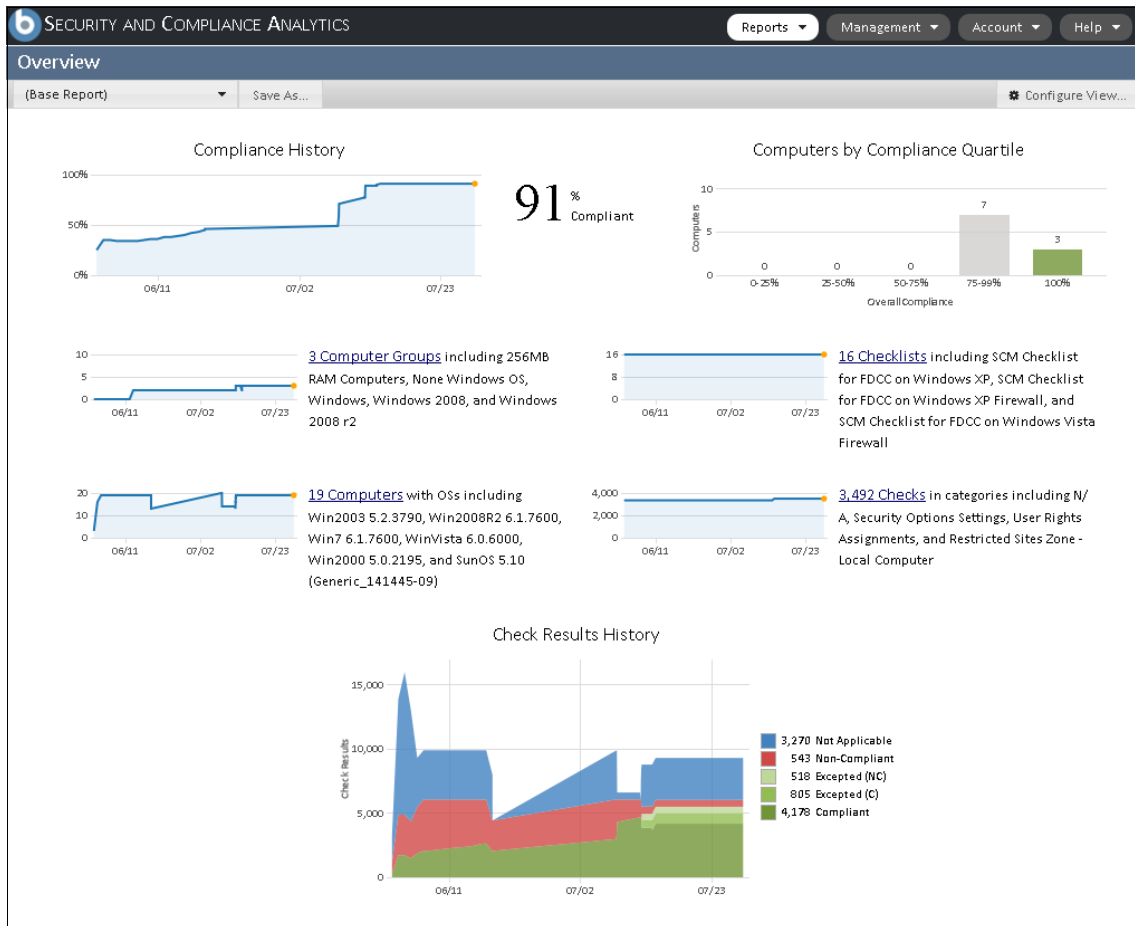 b SECURITY AND COMPLIANCE ANALYTICS
Reports ▼ Management ▼ Account ▼ Help ▼
Overview
(Base Report) ▼ Save As... Configure View...
Compliance History
100%
50%
0%
06/11 07/02 07/23
91 % Compliant
Computers by Compliance Quartile
Computers
10
5
0
0 0 0 7 3
0-25% 25-50% 50-75% 75-99% 100%
Overall Compliance
10
5
0
06/11 07/02 07/23
3 Computer Groups including 256MB
RAM Computers, None Windows OS,
Windows, Windows 2008, and Windows
2008 r2
16
8
0
06/11 07/02 07/23
16 Checklists including SCM Checklist
for FDCC on Windows XP, SCM Checklist
for FDCC on Windows XP Firewall, and
SCM Checklist for FDCC on Windows Vista
Firewall
20
10
0
06/11 07/02 07/23
19 Computers with OSs including
Win2003 5.2.3790, Win2008R2 6.1.7600,
Win7 6.1.7600, WinVista 6.0.6000,
Win2000 5.0.2195, and SunOS 5.10
(Generic_141445-09)
4,000
2,000
0
06/11 07/02 07/23
3,492 Checks in categories including N/
A, Security Options Settings, User Rights
Assignments, and Restricted Sites Zone -
Local Computer
Check Results History
Check Results
15,000
10,000
5,000
0
06/11 07/02 07/23
3,270 Not Applicable
543 Non-Compliant
518 Excepted (NC)
805 Excepted (C)
4,178 Compliant